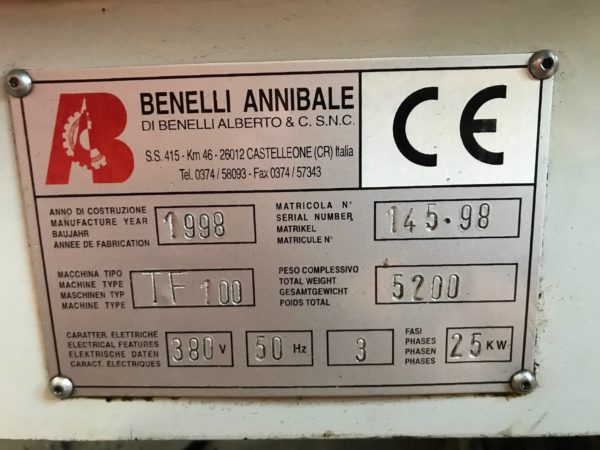 BENELLI ANNIBALE
DI BENELLI ALBERTO & C. S.N.C.
S.S. 415 - Km 46 - 26012 CASTELLEONE (CR) Italia
Tel. 0374 / 58093 - Fax 0374 / 57343
CE
ANNO DI COSTRUZIONE
MANUFACTURE YEAR
BAUJAHR
ANNEE DE FABRICATION
1998
MATRICOLA N°
SERIAL NUMBER
MATRIKEL
MATRICULE N°
145.98
MACCHINA TIPO
MACHINE TYPE
MASCHINEN TYP
MACHINE TYPE
TF 100
PESO COMPLESSIVO
TOTAL WEIGHT
GESAMTGEWICHT
POIDS TOTAL
5200
CARATTER. ELETTRICHE
ELECTRICAL FEATURES
ELEKTRISCHE DATEN
CARACT. ELECTRIQUES
380 V
50 Hz
3
FASI
PHASES
PHASEN
PHASES
25 KW